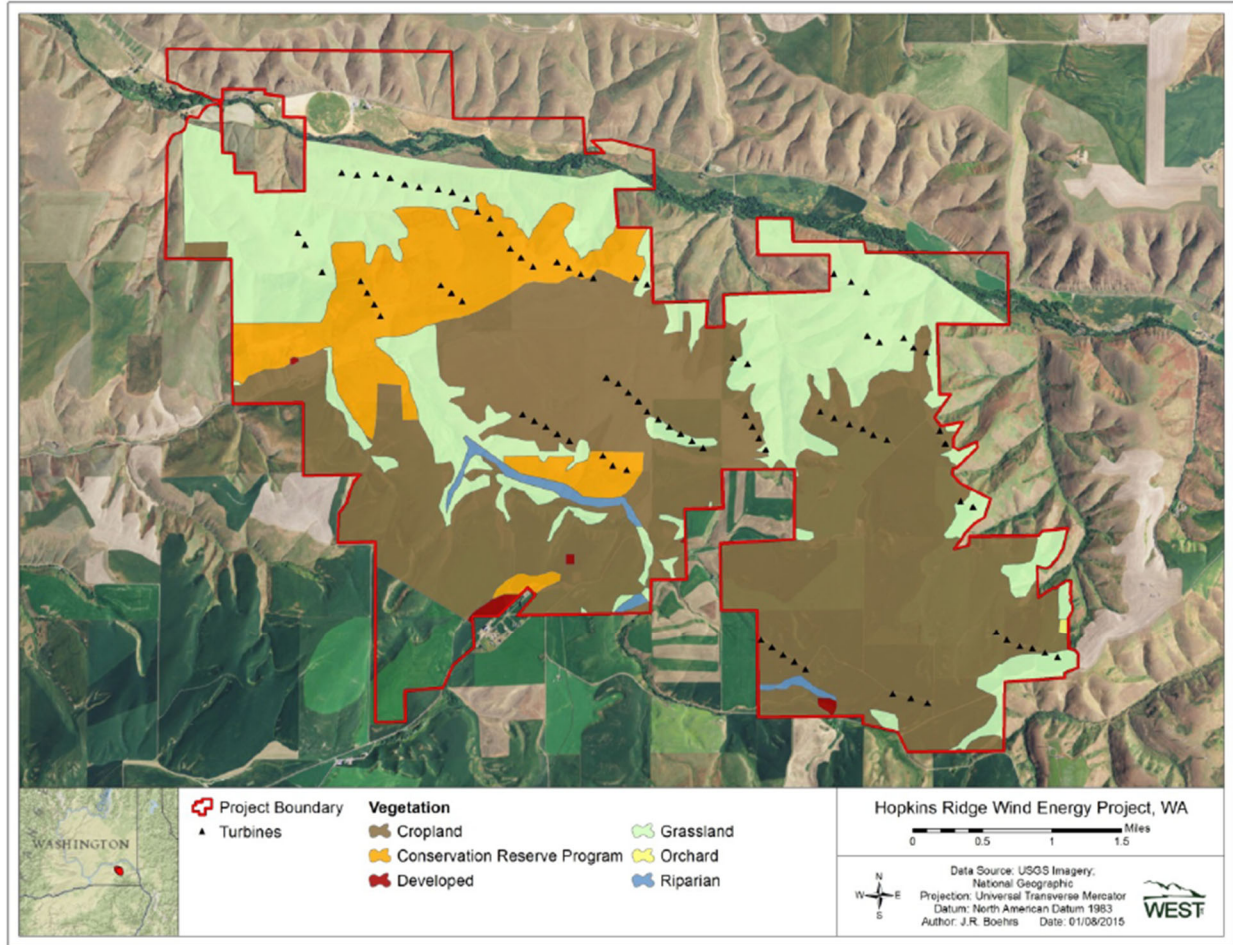 WASHINGTON
Project Boundary
Turbines
Vegetation
Cropland
Conservation Reserve Program
Developed
Grassland
Orchard
Riparian
Hopkins Ridge Wind Energy Project, WA
Miles
0 0.5 1 1.5
N
W E
S
Data Source: USGS Imagery;
National Geographic
Projection: Universal Transverse Mercator
Datum: North American Datum 1983
Author: J.R. Boehrs Date: 01/08/2015
WEST